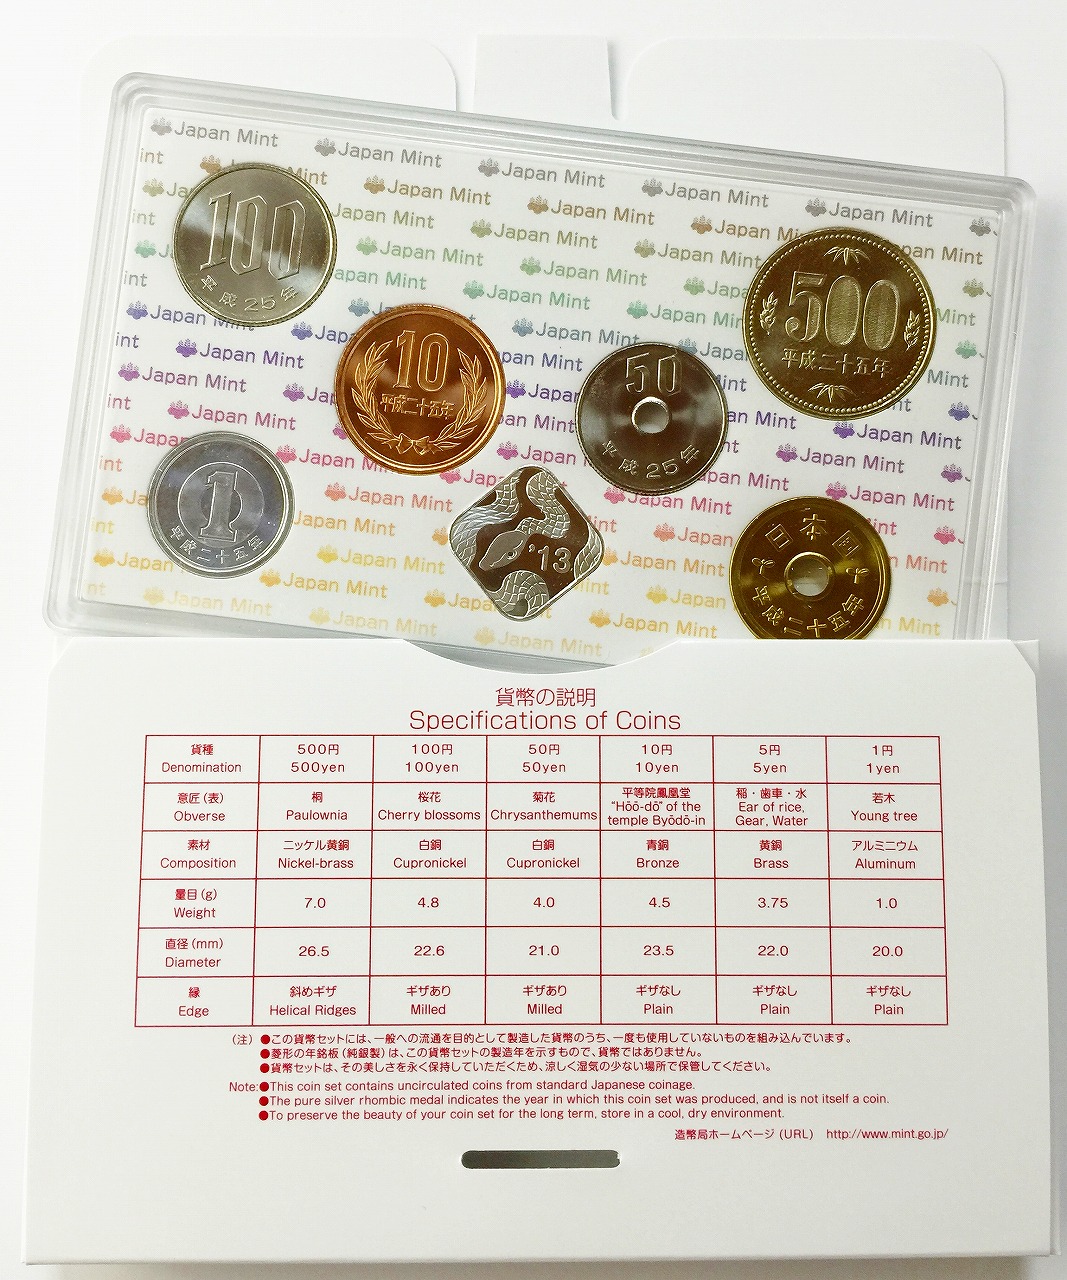 Japan Mint Japan Mint Japan Mint Japan Mint Japan Mint
int Japan Mint Japan Mint Japan Mint
Japan Mint Japan Mint
100
平成25年
500
平成二十五年
10
平成二十五年
50
平成25年
1
平成二十五年
'13
日本国
平成二十五年
貨幣の説明
Specifications of Coins
貨種 500円 100円 50円 10円 5円 1円
Denomination 500yen 100yen 50yen 10yen 5yen 1yen
意匠(表) 桐 桜花 菊花 平等院鳳凰堂 稲・歯車・水 若木
Obverse Paulownia Cherry blossoms Chrysanthemums "Hōō-dō" of the temple Byōdō-in Ear of rice, Gear, Water Young tree
素材 ニッケル黄銅 白銅 白銅 青銅 黄銅 アルミニウム
Composition Nickel-brass Cupronickel Cupronickel Bronze Brass Aluminum
量目(g)
Weight 7.0 4.8 4.0 4.5 3.75 1.0
直径(mm)
Diameter 26.5 22.6 21.0 23.5 22.0 20.0
縁 斜めギザ ギザあり ギザあり ギザなし ギザなし ギザなし
Edge Helical Ridges Milled Milled Plain Plain Plain
(注) ●この貨幣セットには、一般への流通を目的として製造した貨幣のうち、一度も使用していないものを組み込んでいます。
●菱形の年銘板(純銀製)は、この貨幣セットの製造年を示すもので、貨幣ではありません。
●貨幣セットは、その美しさを永く保持していただくため、涼しく湿気の少ない場所で保管してください。
Note:●This coin set contains uncirculated coins from standard Japanese coinage.
●The pure silver rhombic medal indicates the year in which this coin set was produced, and is not itself a coin.
●To preserve the beauty of your coin set for the long term, store in a cool, dry environment.
造幣局ホームページ(URL) http://www.mint.go.jp/